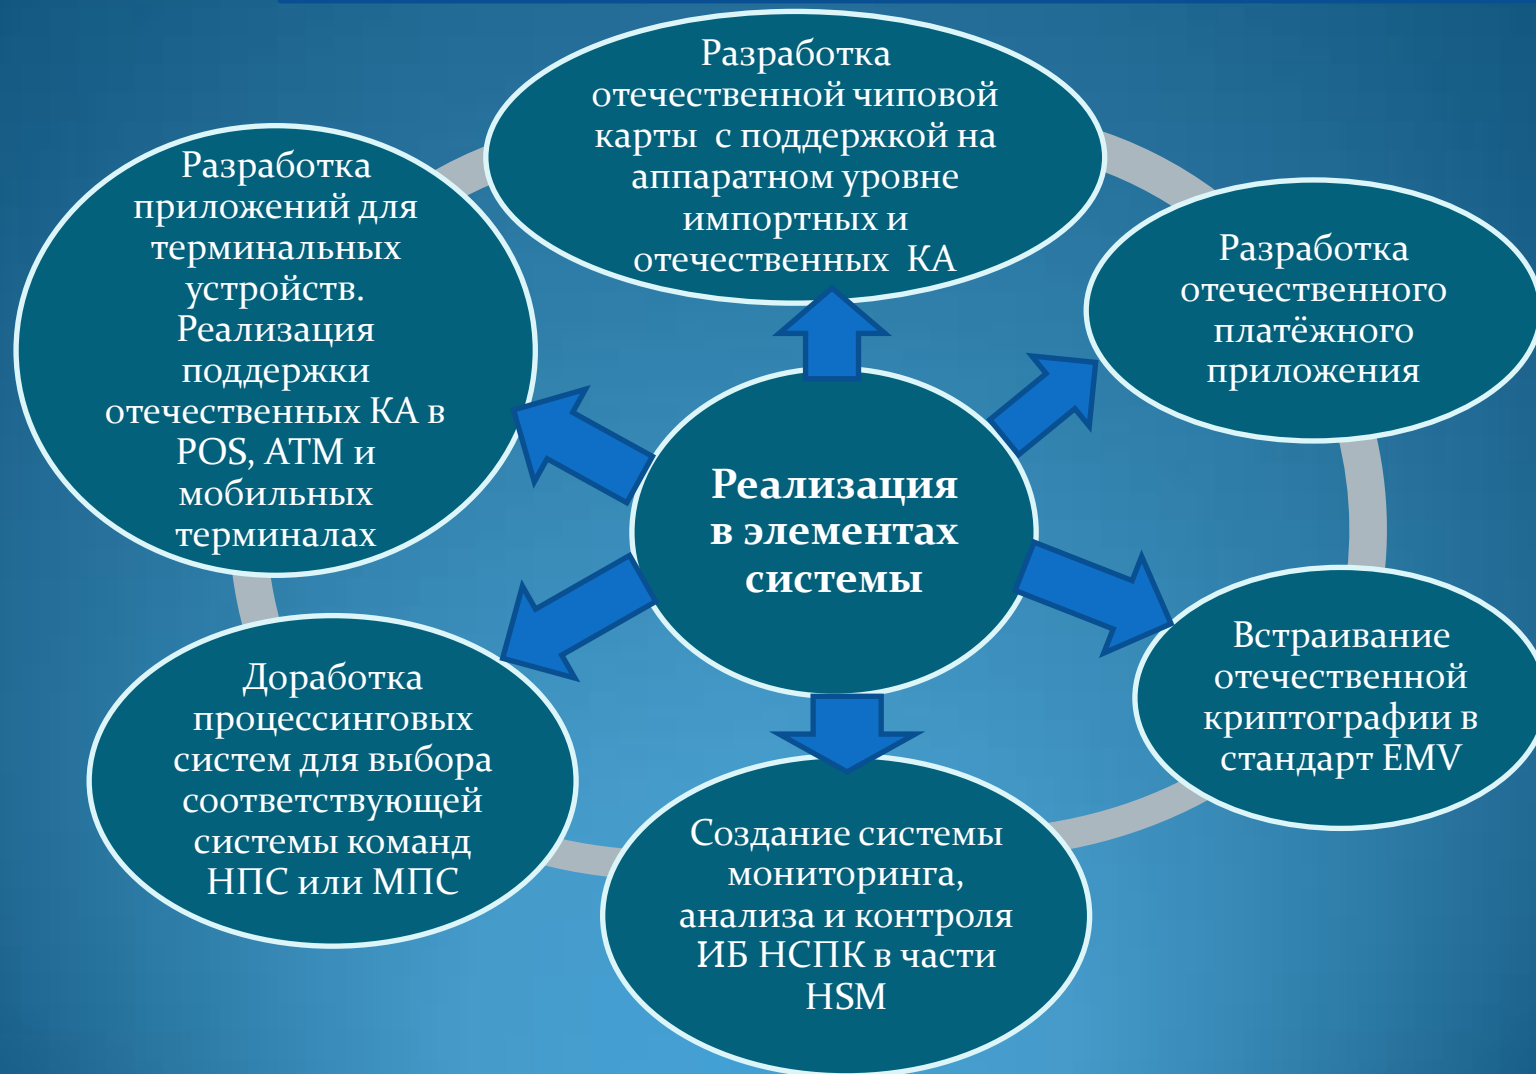 Разработка
отечественной чиповой
карты с поддержкой на
аппаратном уровне
импортных и
отечественных КА
Разработка
отечественного
платёжного
приложения
Встраивание
отечественной
криптографии в
стандарт EMV
Создание системы
мониторинга,
анализа и контроля
ИБ НСПК в части
HSM
Доработка
процессинговых
систем для выбора
соответствующей
системы команд
НПС или МПС
Разработка
приложений для
терминальных
устройств.
Реализация
поддержки
отечественных КА в
POS, ATM и
мобильных
терминалах
Реализация
в элементах
системы